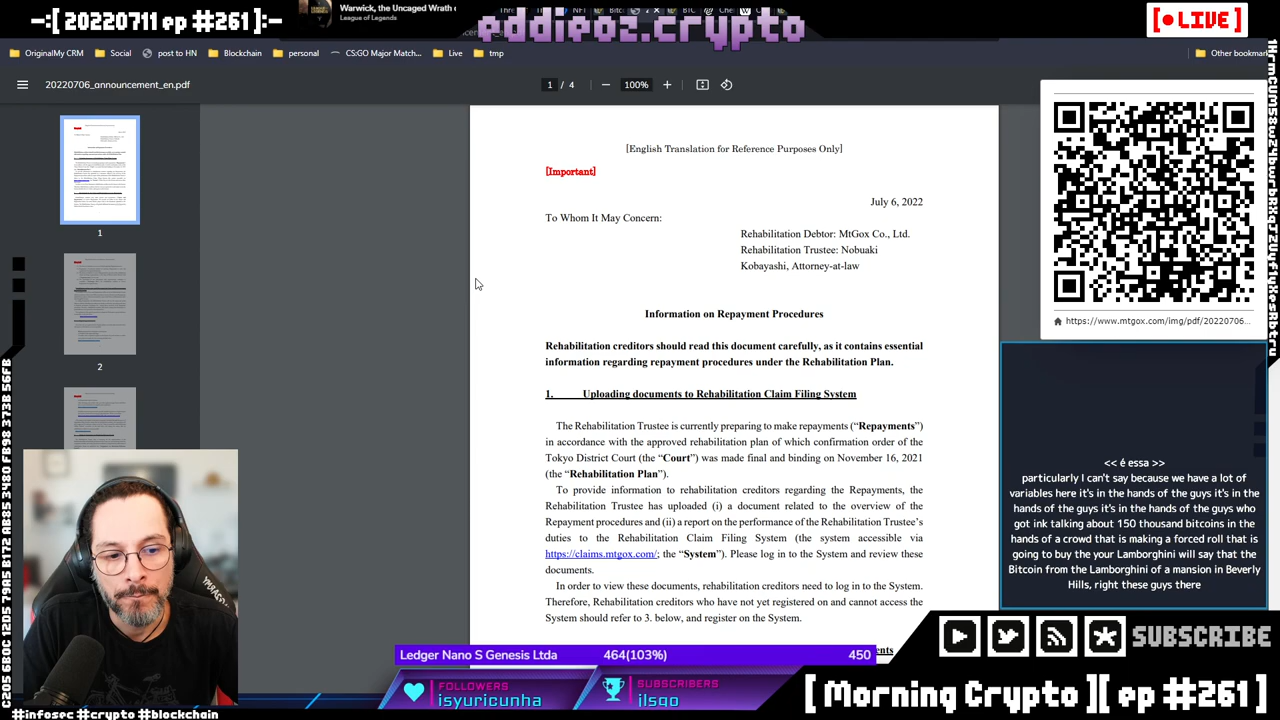 -:[ 20220711 ep #261]:-
Warwick, the Uncaged Wrath
League of Legends
eddieoz.crypto
[●LIVE]
OriginalMy CRM
Social
post to HN
Blockchain
personal
CS:GO Major Match...
Live
tmp
Other bookmar
20220706_announcement_en.pdf
1 / 4
100%
1
2
[English Translation for Reference Purposes Only]
[Important]
July 6, 2022
To Whom It May Concern:
Rehabilitation Debtor: MtGox Co., Ltd.
Rehabilitation Trustee: Nobuaki
Kobayashi, Attorney-at-law
Information on Repayment Procedures
Rehabilitation creditors should read this document carefully, as it contains essential
information regarding repayment procedures under the Rehabilitation Plan.
1. Uploading documents to Rehabilitation Claim Filing System
The Rehabilitation Trustee is currently preparing to make repayments (“Repayments”)
in accordance with the approved rehabilitation plan of which confirmation order of the
Tokyo District Court (the “Court”) was made final and binding on November 16, 2021
(the “Rehabilitation Plan”).
To provide information to rehabilitation creditors regarding the Repayments, the
Rehabilitation Trustee has uploaded (i) a document related to the overview of the
Repayment procedures and (ii) a report on the performance of the Rehabilitation Trustee’s
duties to the Rehabilitation Claim Filing System (the system accessible via
https://claims.mtgox.com/; the “System”). Please log in to the System and review these
documents.
In order to view these documents, rehabilitation creditors need to log in to the System.
Therefore, Rehabilitation creditors who have not yet registered on and cannot access the
System should refer to 3. below, and register on the System.
https://www.mtgox.com/img/pdf/20220706...
<< é essa >>
particularly I can't say because we have a lot of
variables here it's in the hands of the guys it's in the
hands of the guys it's in the hands of the guys who
got ink talking about 150 thousand bitcoins in the
hands of a crowd that is making a forced roll that is
going to buy the your Lamborghini will say that the
Bitcoin from the Lamborghini of a mansion in Beverly
Hills, right these guys there
Ledger Nano S Genesis Ltda
464(103%)
450
SUBSCRIBE
FOLLOWERS
isyuricunha
SUBSCRIBERS
ilsgo
[ Morning Crypto ][ ep #261 ]
#infosec #crypto #blockchain